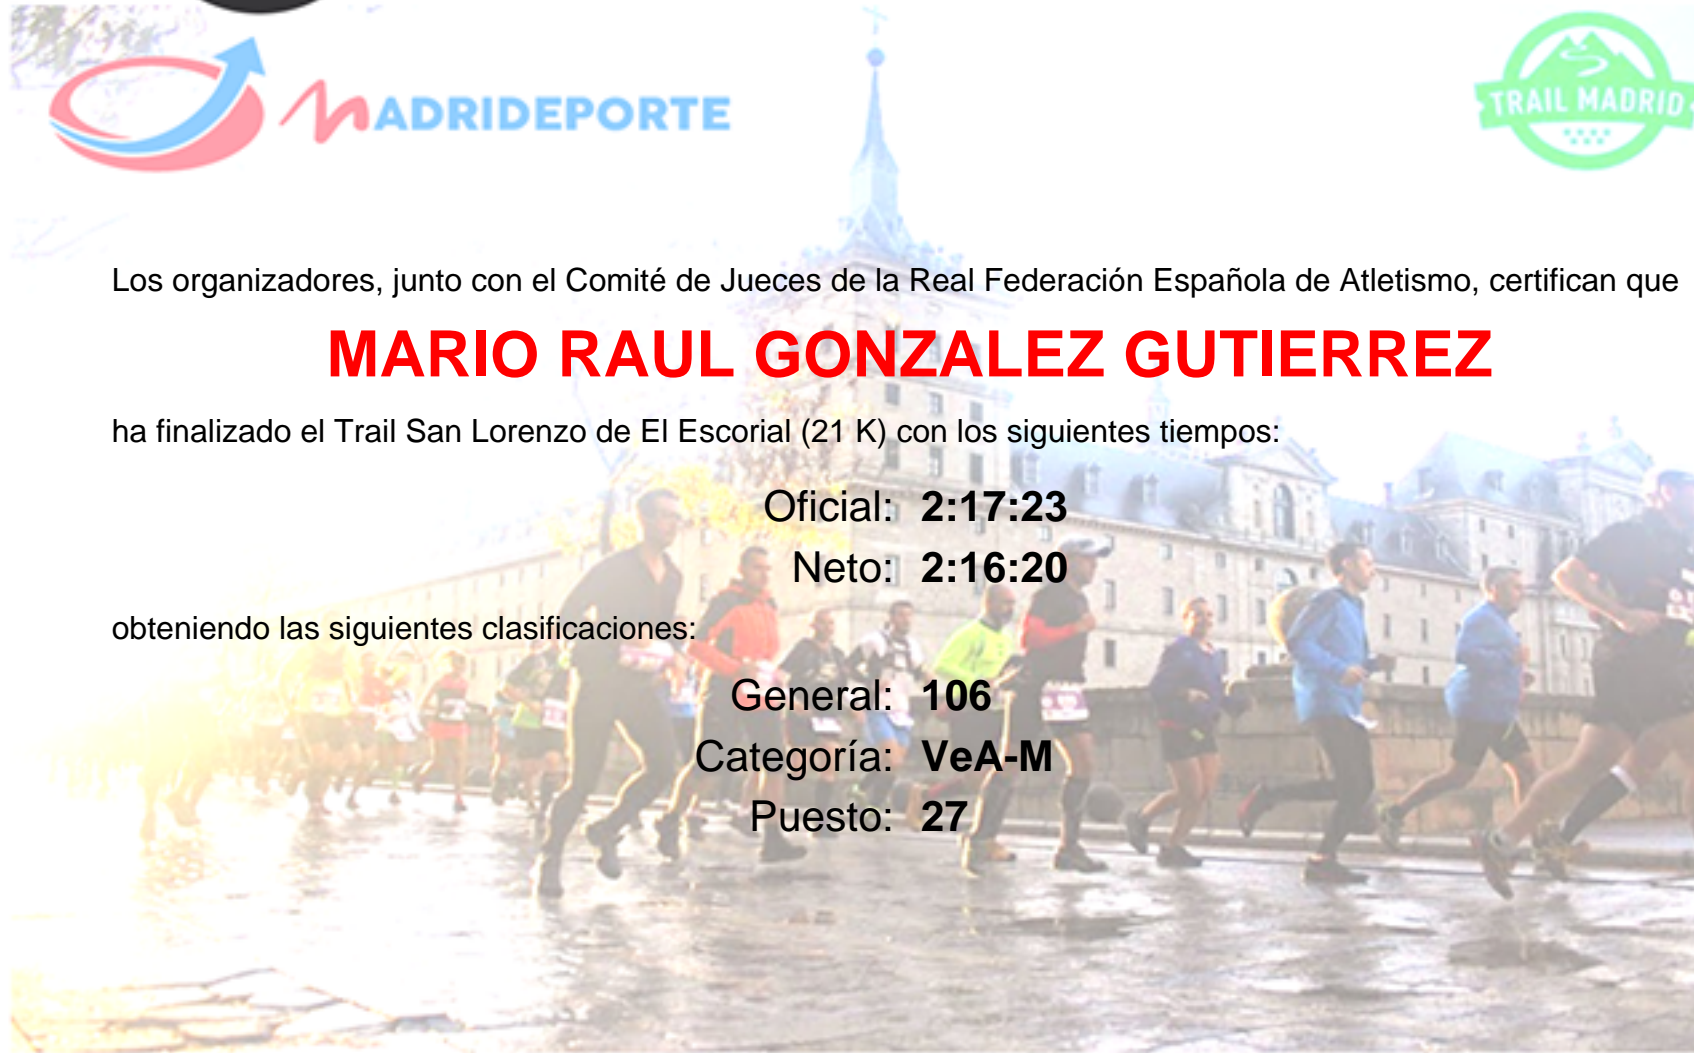 MADRIDEPORTE
TRAIL MADRID
Los organizadores, junto con el Comité de Jueces de la Real Federación Española de Atletismo, certifican que
MARIO RAUL GONZALEZ GUTIERREZ
ha finalizado el Trail San Lorenzo de El Escorial (21 K) con los siguientes tiempos:
Oficial: 2:17:23
Neto: 2:16:20
obteniendo las siguientes clasificaciones:
General: 106
Categoría: VeA-M
Puesto: 27